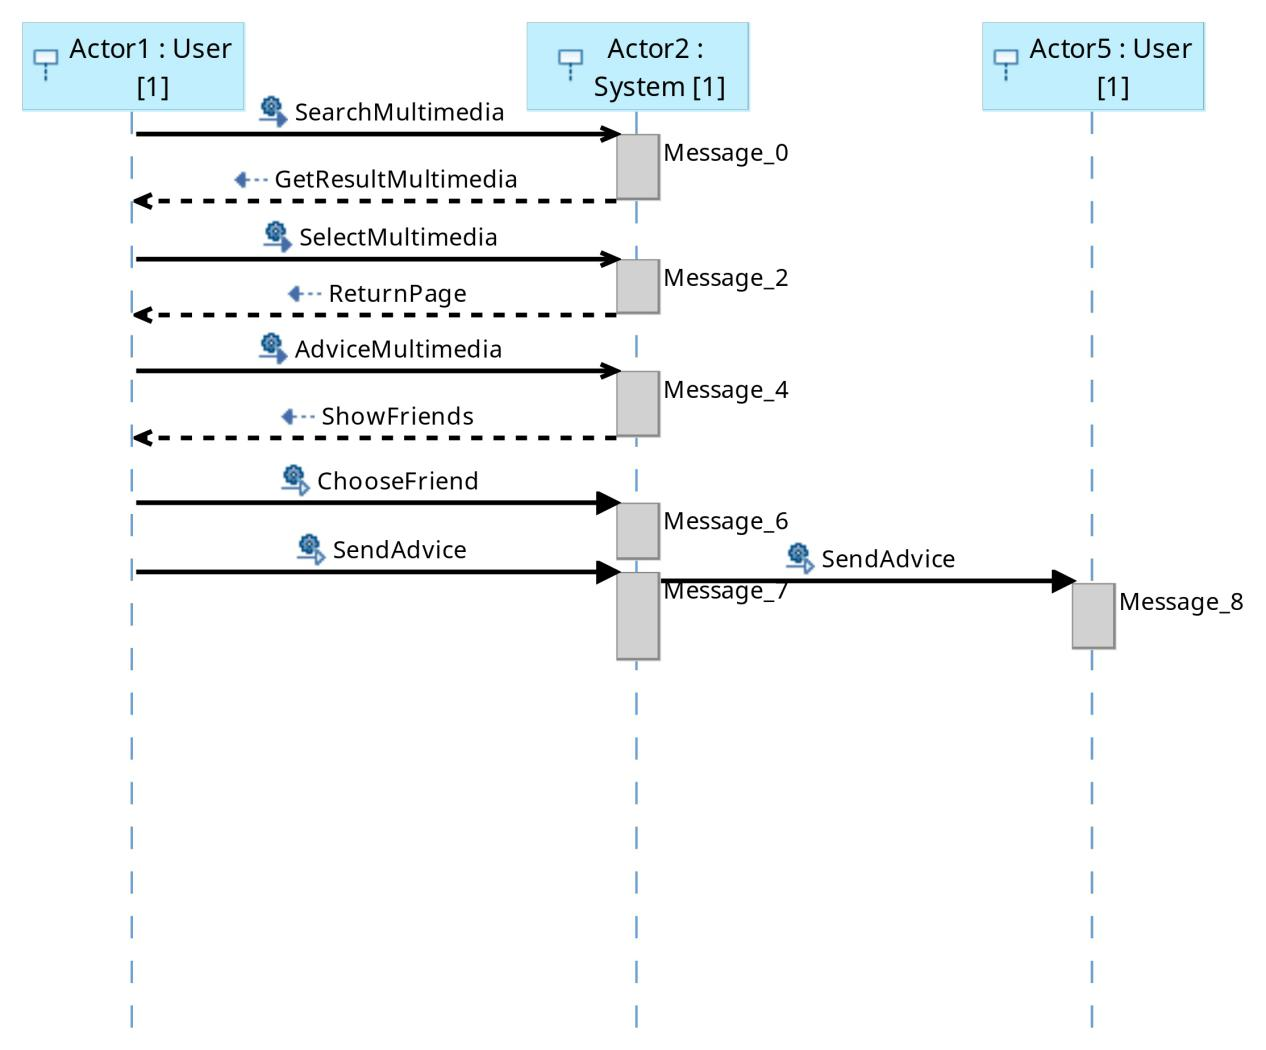 Actor1 : User
[1]
Actor2 :
System [1]
Actor5 : User
[1]
SearchMultimedia
Message_0
GetResultMultimedia
SelectMultimedia
Message_2
ReturnPage
AdviceMultimedia
Message_4
ShowFriends
ChooseFriend
Message_6
SendAdvice
SendAdvice
Message_7
Message_8